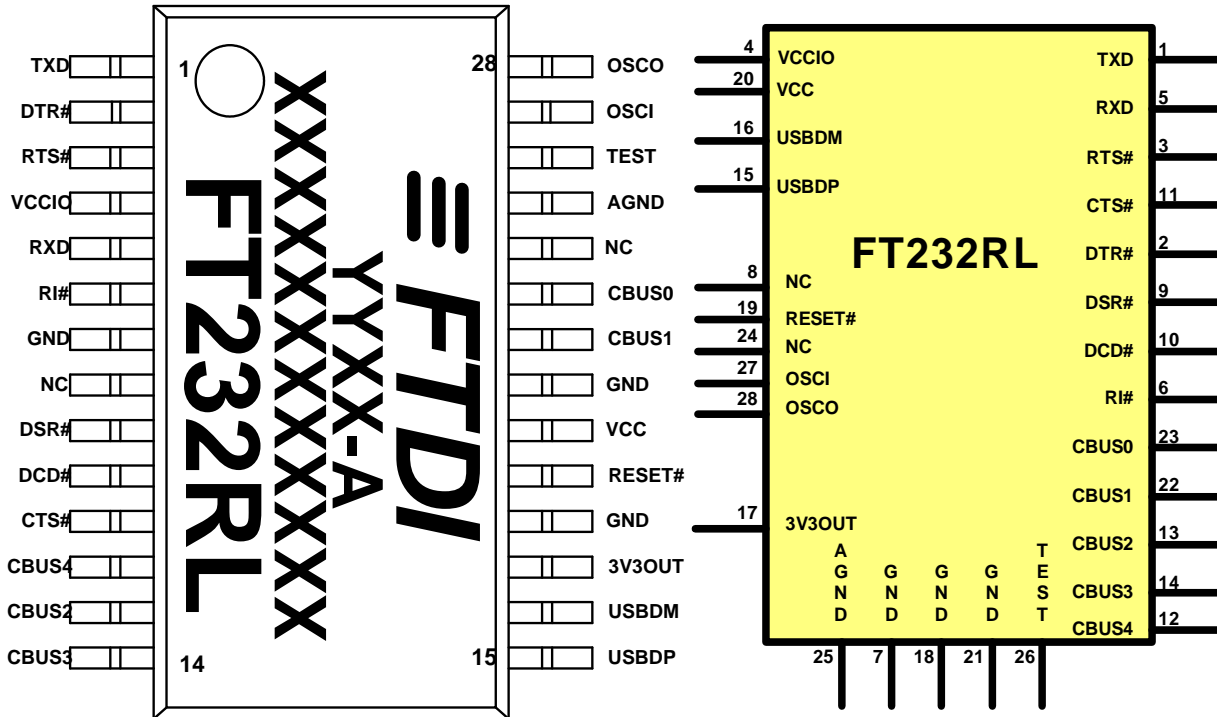 TXD
DTR#
RTS#
VCCIO
RXD
RI#
GND
NC
DSR#
DCD#
CTS#
CBUS4
CBUS2
CBUS3
1
14
28
15
FT232RL
XXXXXXXXXXXX
YYXX-A
FTDI
OSCO
OSCI
TEST
AGND
NC
CBUS0
CBUS1
GND
VCC
RESET#
GND
3V3OUT
USBDM
USBDP
4 VCCIO
20 VCC
16 USBDM
15 USBDP
8 NC
19 RESET#
24 NC
27 OSCI
28 OSCO
17 3V3OUT
FT232RL
TXD 1
RXD 5
RTS# 3
CTS# 11
DTR# 2
DSR# 9
DCD# 10
RI# 6
CBUS0 23
CBUS1 22
CBUS2 13
CBUS3 14
CBUS4 12
AGND 25
GND 7
GND 18
GND 21
TEST 26